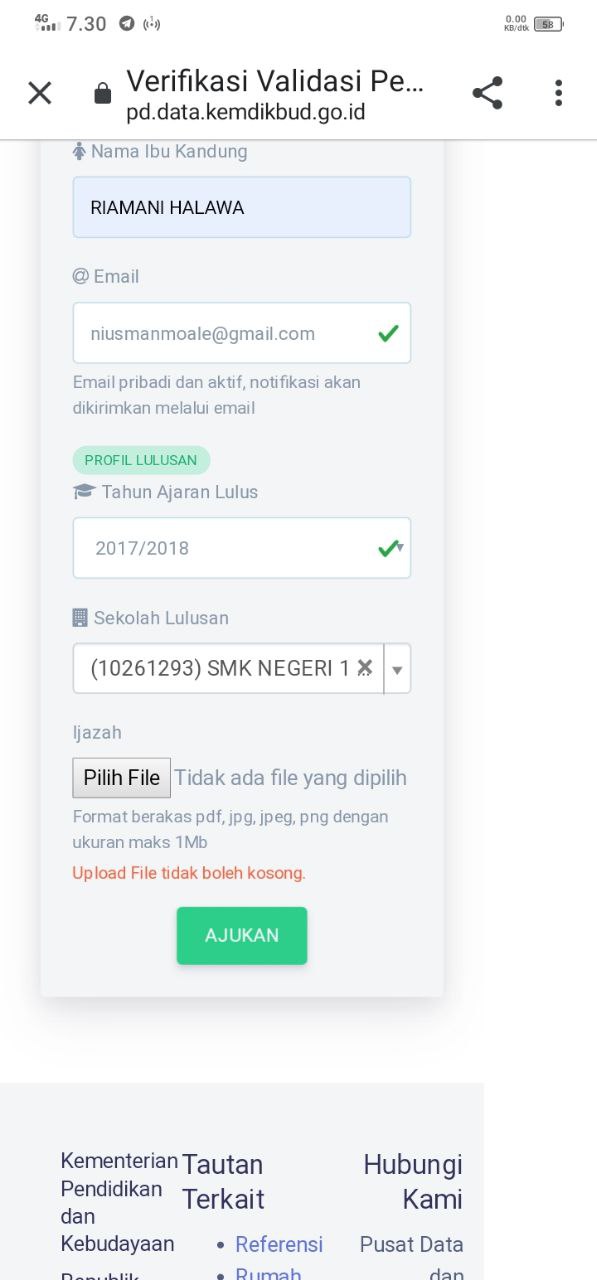 4G 7.30 0.00 KB/dtk 58
Verifikasi Validasi Pe...
pd.data.kemdikbud.go.id
Nama Ibu Kandung
RIAMANI HALAWA
@ Email
niusmanmoale@gmail.com
Email pribadi dan aktif, notifikasi akan
dikirimkan melalui email
PROFIL LULUSAN
Tahun Ajaran Lulus
2017/2018
Sekolah Lulusan
(10261293) SMK NEGERI 1 ...
Ijazah
Pilih File Tidak ada file yang dipilih
Format berakas pdf, jpg, jpeg, png dengan
ukuran maks 1Mb
Upload File tidak boleh kosong.
AJUKAN
Kementerian
Pendidikan
dan
Kebudayaan
Republik
Tautan
Terkait
• Referensi
• Rumah
Hubungi
Kami
Pusat Data
dan